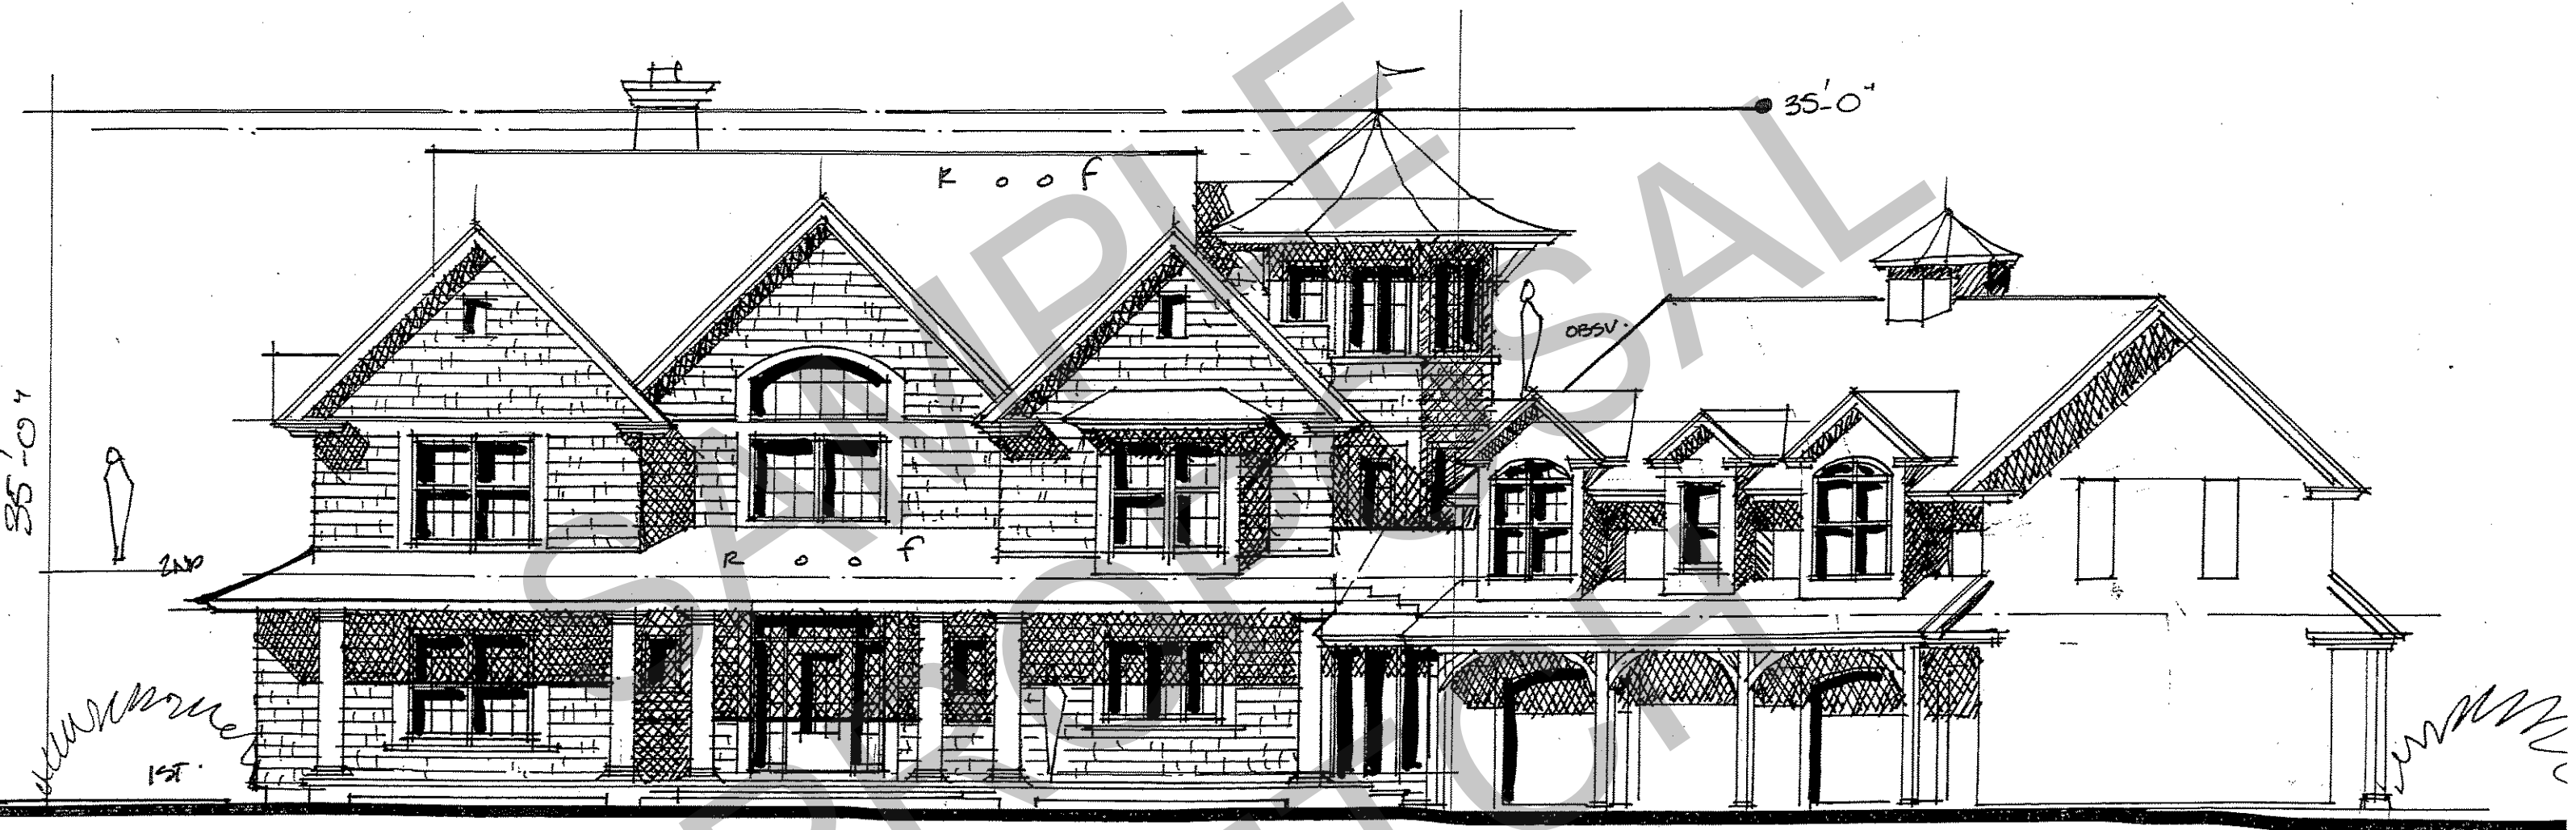 35'-0"
ROOF
OBSV.
35'-0"
2ND
ROOF
1ST.
SAMPLE
PROPOSAL
SKETCH